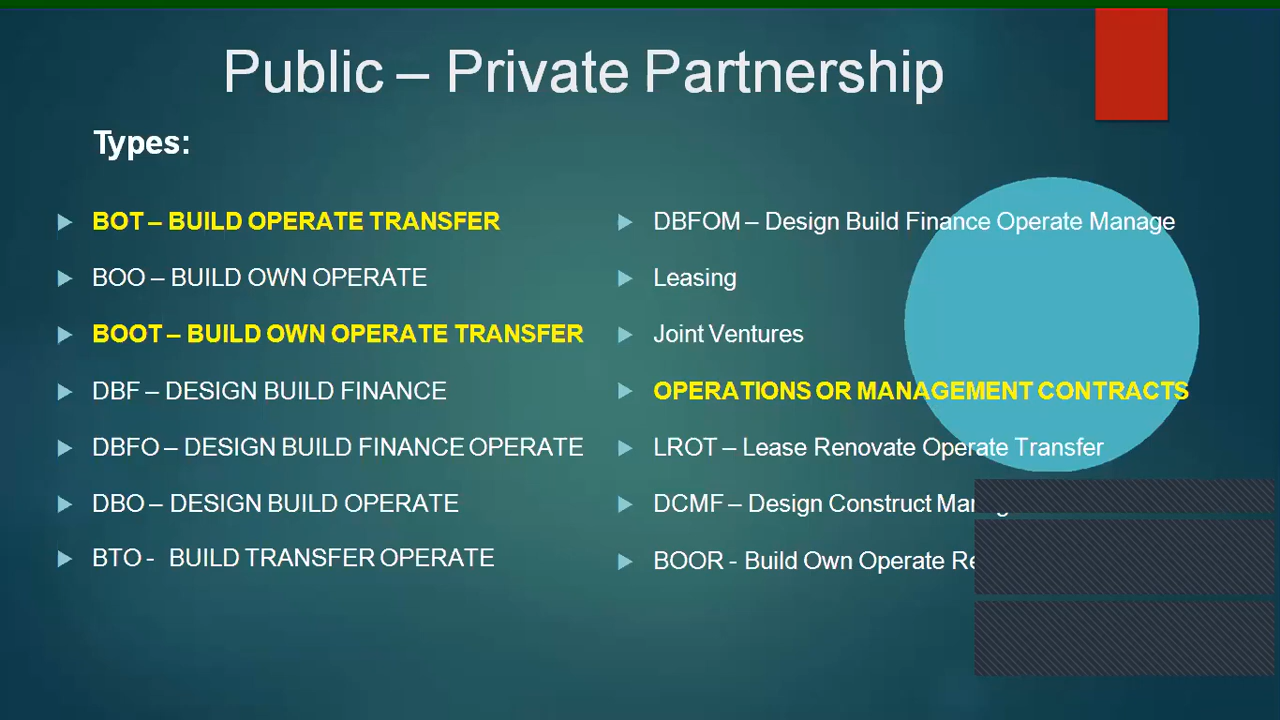 Public – Private Partnership
Types:
BOT – BUILD OPERATE TRANSFER
BOO – BUILD OWN OPERATE
BOOT – BUILD OWN OPERATE TRANSFER
DBF – DESIGN BUILD FINANCE
DBFO – DESIGN BUILD FINANCE OPERATE
DBO – DESIGN BUILD OPERATE
BTO - BUILD TRANSFER OPERATE
DBFOM – Design Build Finance Operate Manage
Leasing
Joint Ventures
OPERATIONS OR MANAGEMENT CONTRACTS
LROT – Lease Renovate Operate Transfer
DCMF – Design Construct
BOOR - Build Own Operate